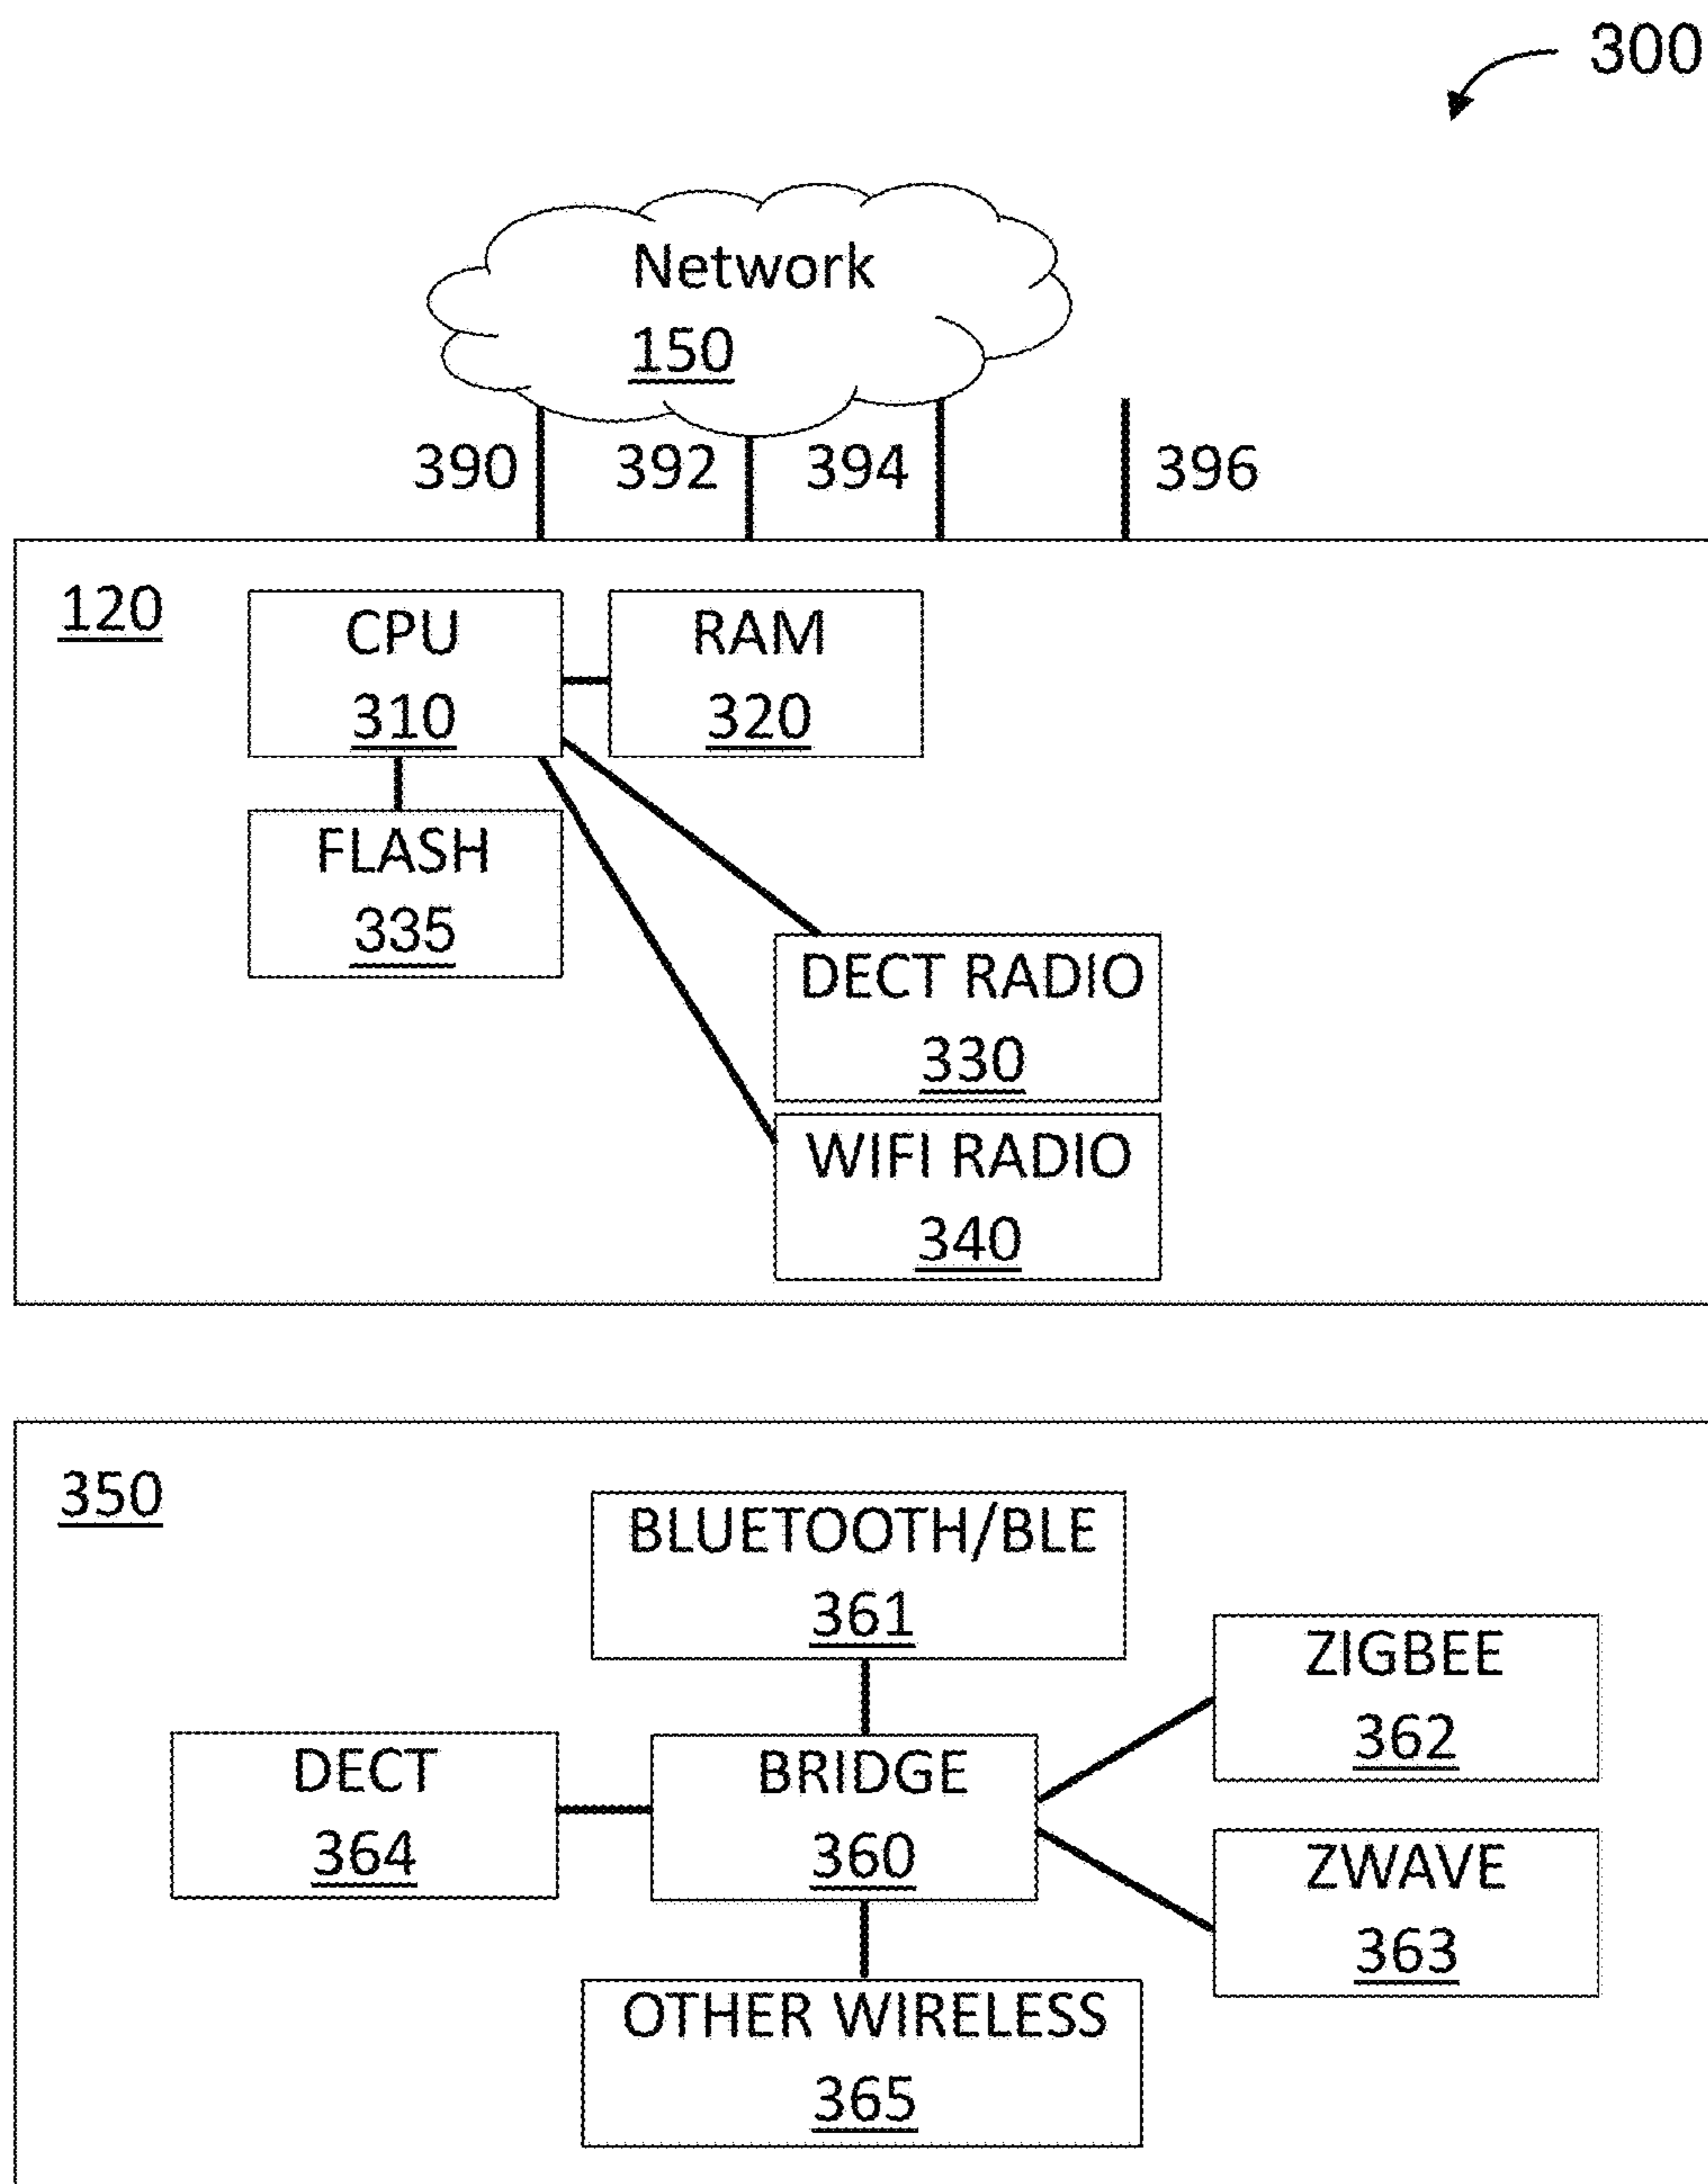 300
Network
150
390
392
394
396
120
CPU
310
RAM
320
FLASH
335
DECT RADIO
330
WIFI RADIO
340
350
BLUETOOTH/BLE
361
ZIGBEE
362
DECT
364
BRIDGE
360
ZWAVE
363
OTHER WIRELESS
365